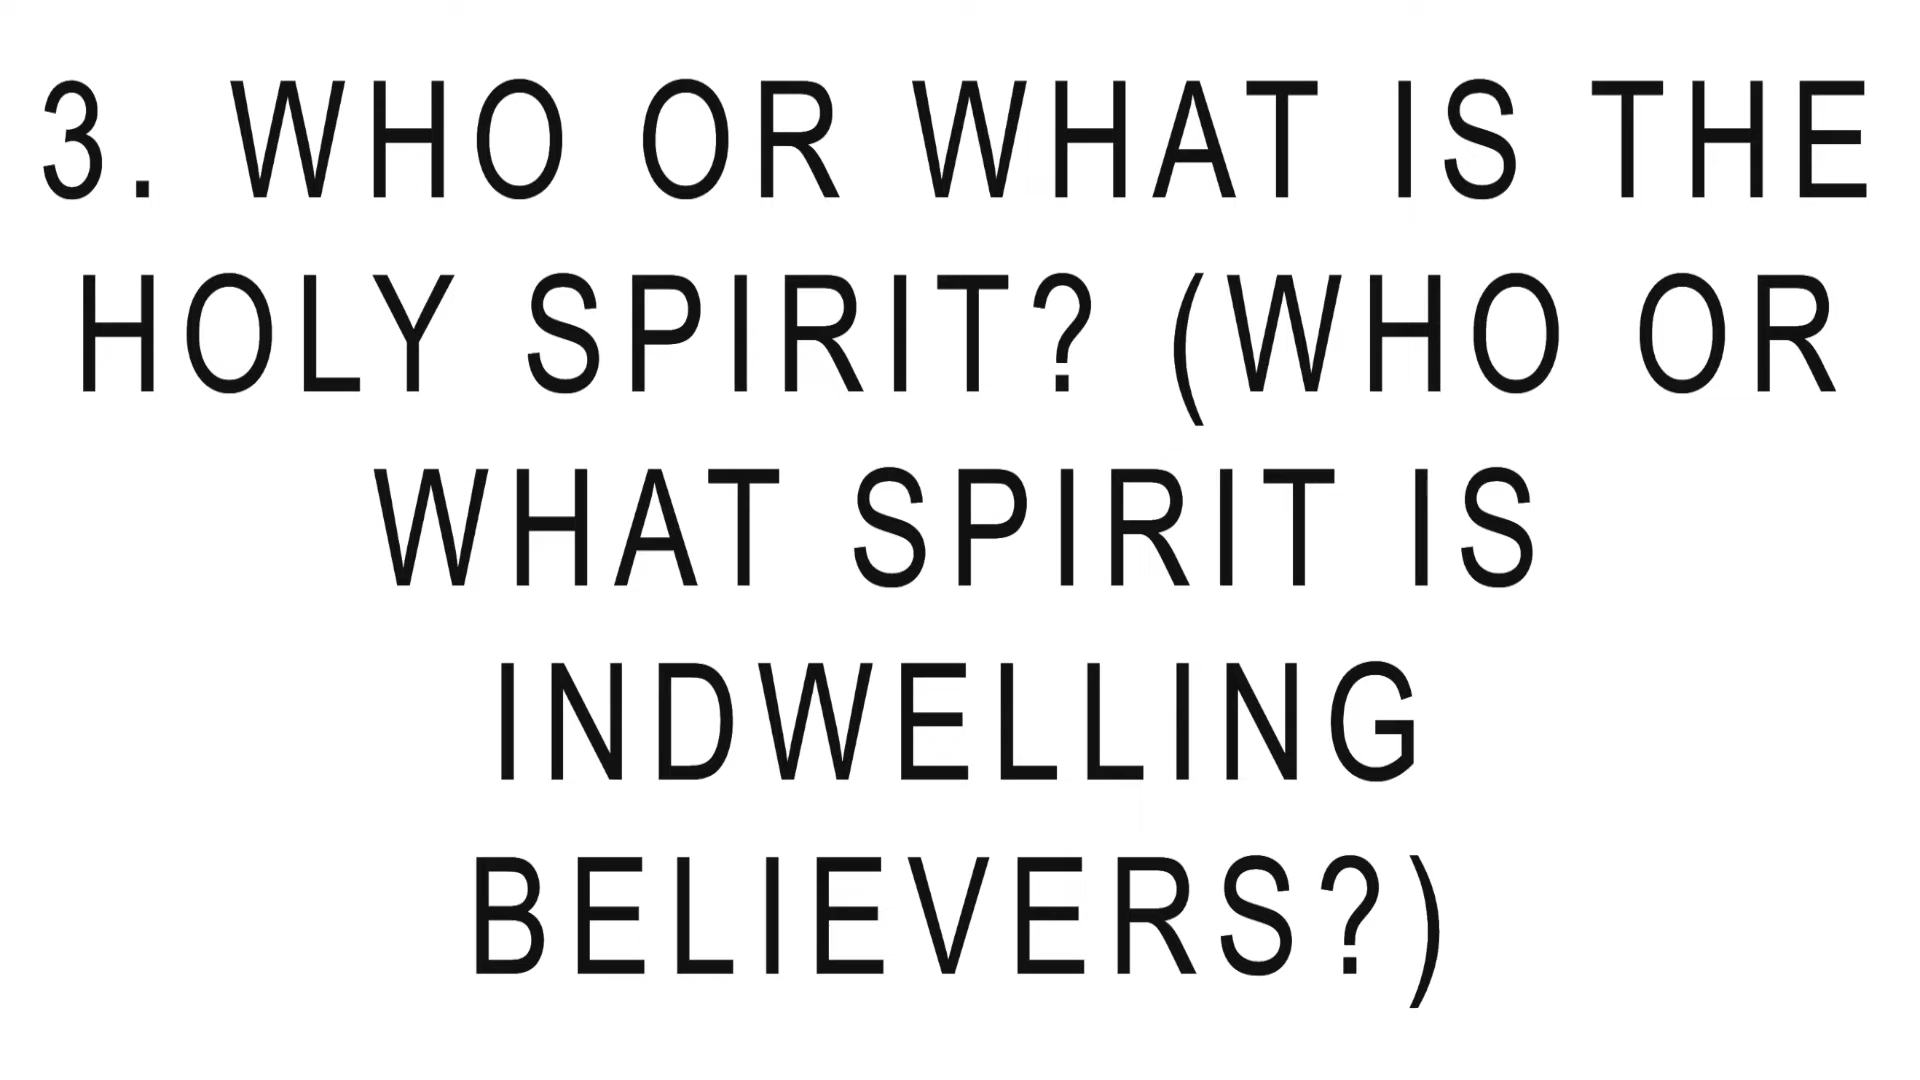 3. WHO OR WHAT IS THE
HOLY SPIRIT? (WHO OR
WHAT SPIRIT IS
INDWELLING
BELIEVERS?)